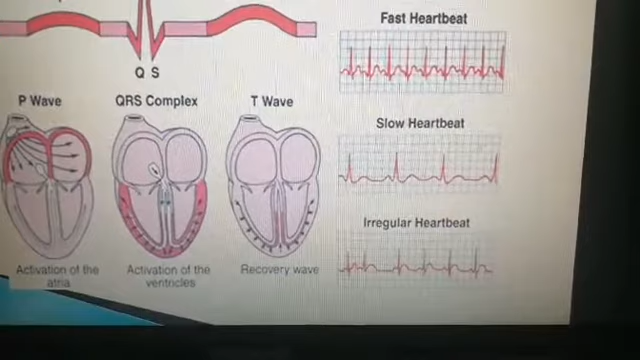 Q S
P Wave
QRS Complex
T Wave
Activation of the
atria
Activation of the
ventricles
Recovery wave
Fast Heartbeat
Slow Heartbeat
Irregular Heartbeat